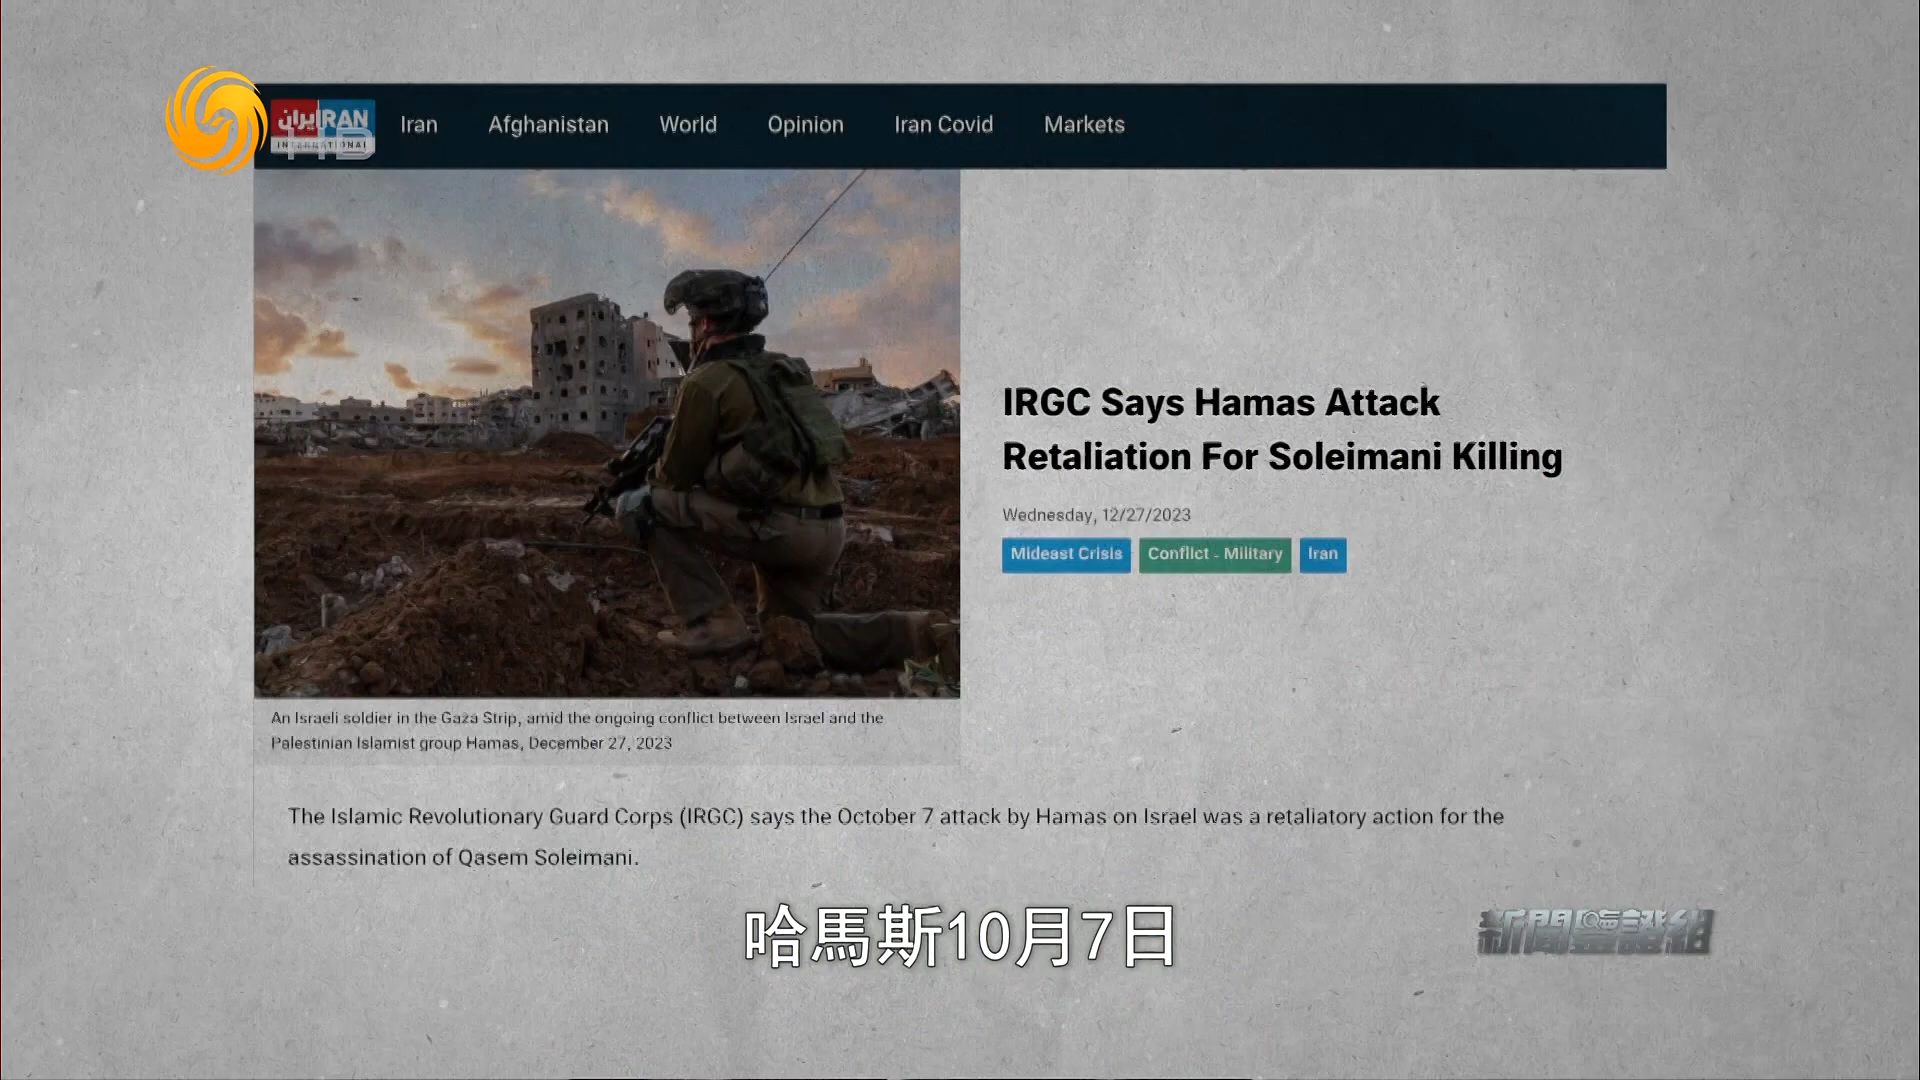 ایران IRAN
INTERNATIONAL
HD
Iran
Afghanistan
World
Opinion
Iran Covid
Markets
IRGC Says Hamas Attack
Retaliation For Soleimani Killing
Wednesday, 12/27/2023
Mideast Crisis
Conflict - Military
Iran
An Israeli soldier in the Gaza Strip, amid the ongoing conflict between Israel and the
Palestinian Islamist group Hamas, December 27, 2023
The Islamic Revolutionary Guard Corps (IRGC) says the October 7 attack by Hamas on Israel was a retaliatory action for the
assassination of Qasem Soleimani.
哈馬斯10月7日
新聞鑒證組